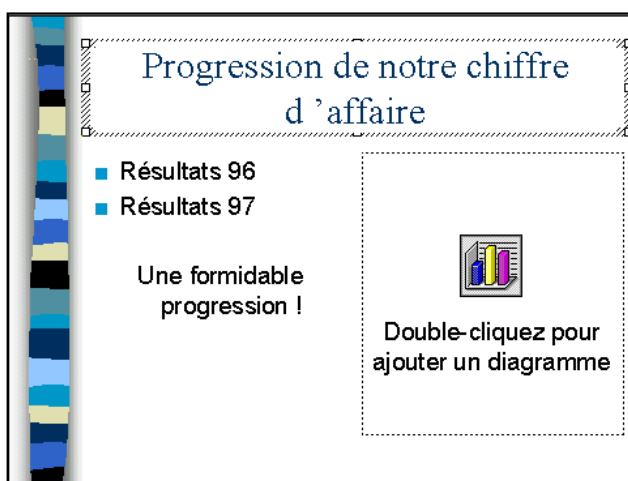 Progression de notre chiffre
d ’affaire
Résultats 96
Résultats 97
Une formidable
progression !
Double-cliquez pour
ajouter un diagramme